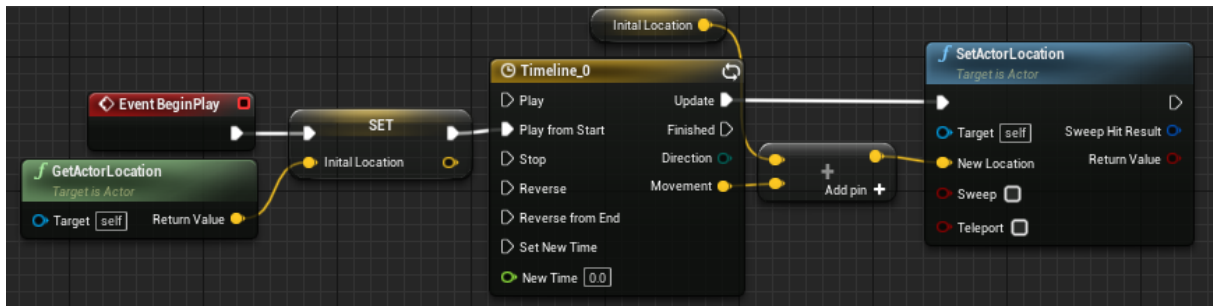 Event BeginPlay
GetActorLocation
Target is Actor
Target self
Return Value
SET
Inital Location
Inital Location
Timeline_0
Play
Update
Play from Start
Finished
Stop
Direction
Reverse
Movement
Reverse from End
Set New Time
New Time 0.0
+
Add pin +
SetActorLocation
Target is Actor
Target self
Sweep Hit Result
New Location
Return Value
Sweep
Teleport